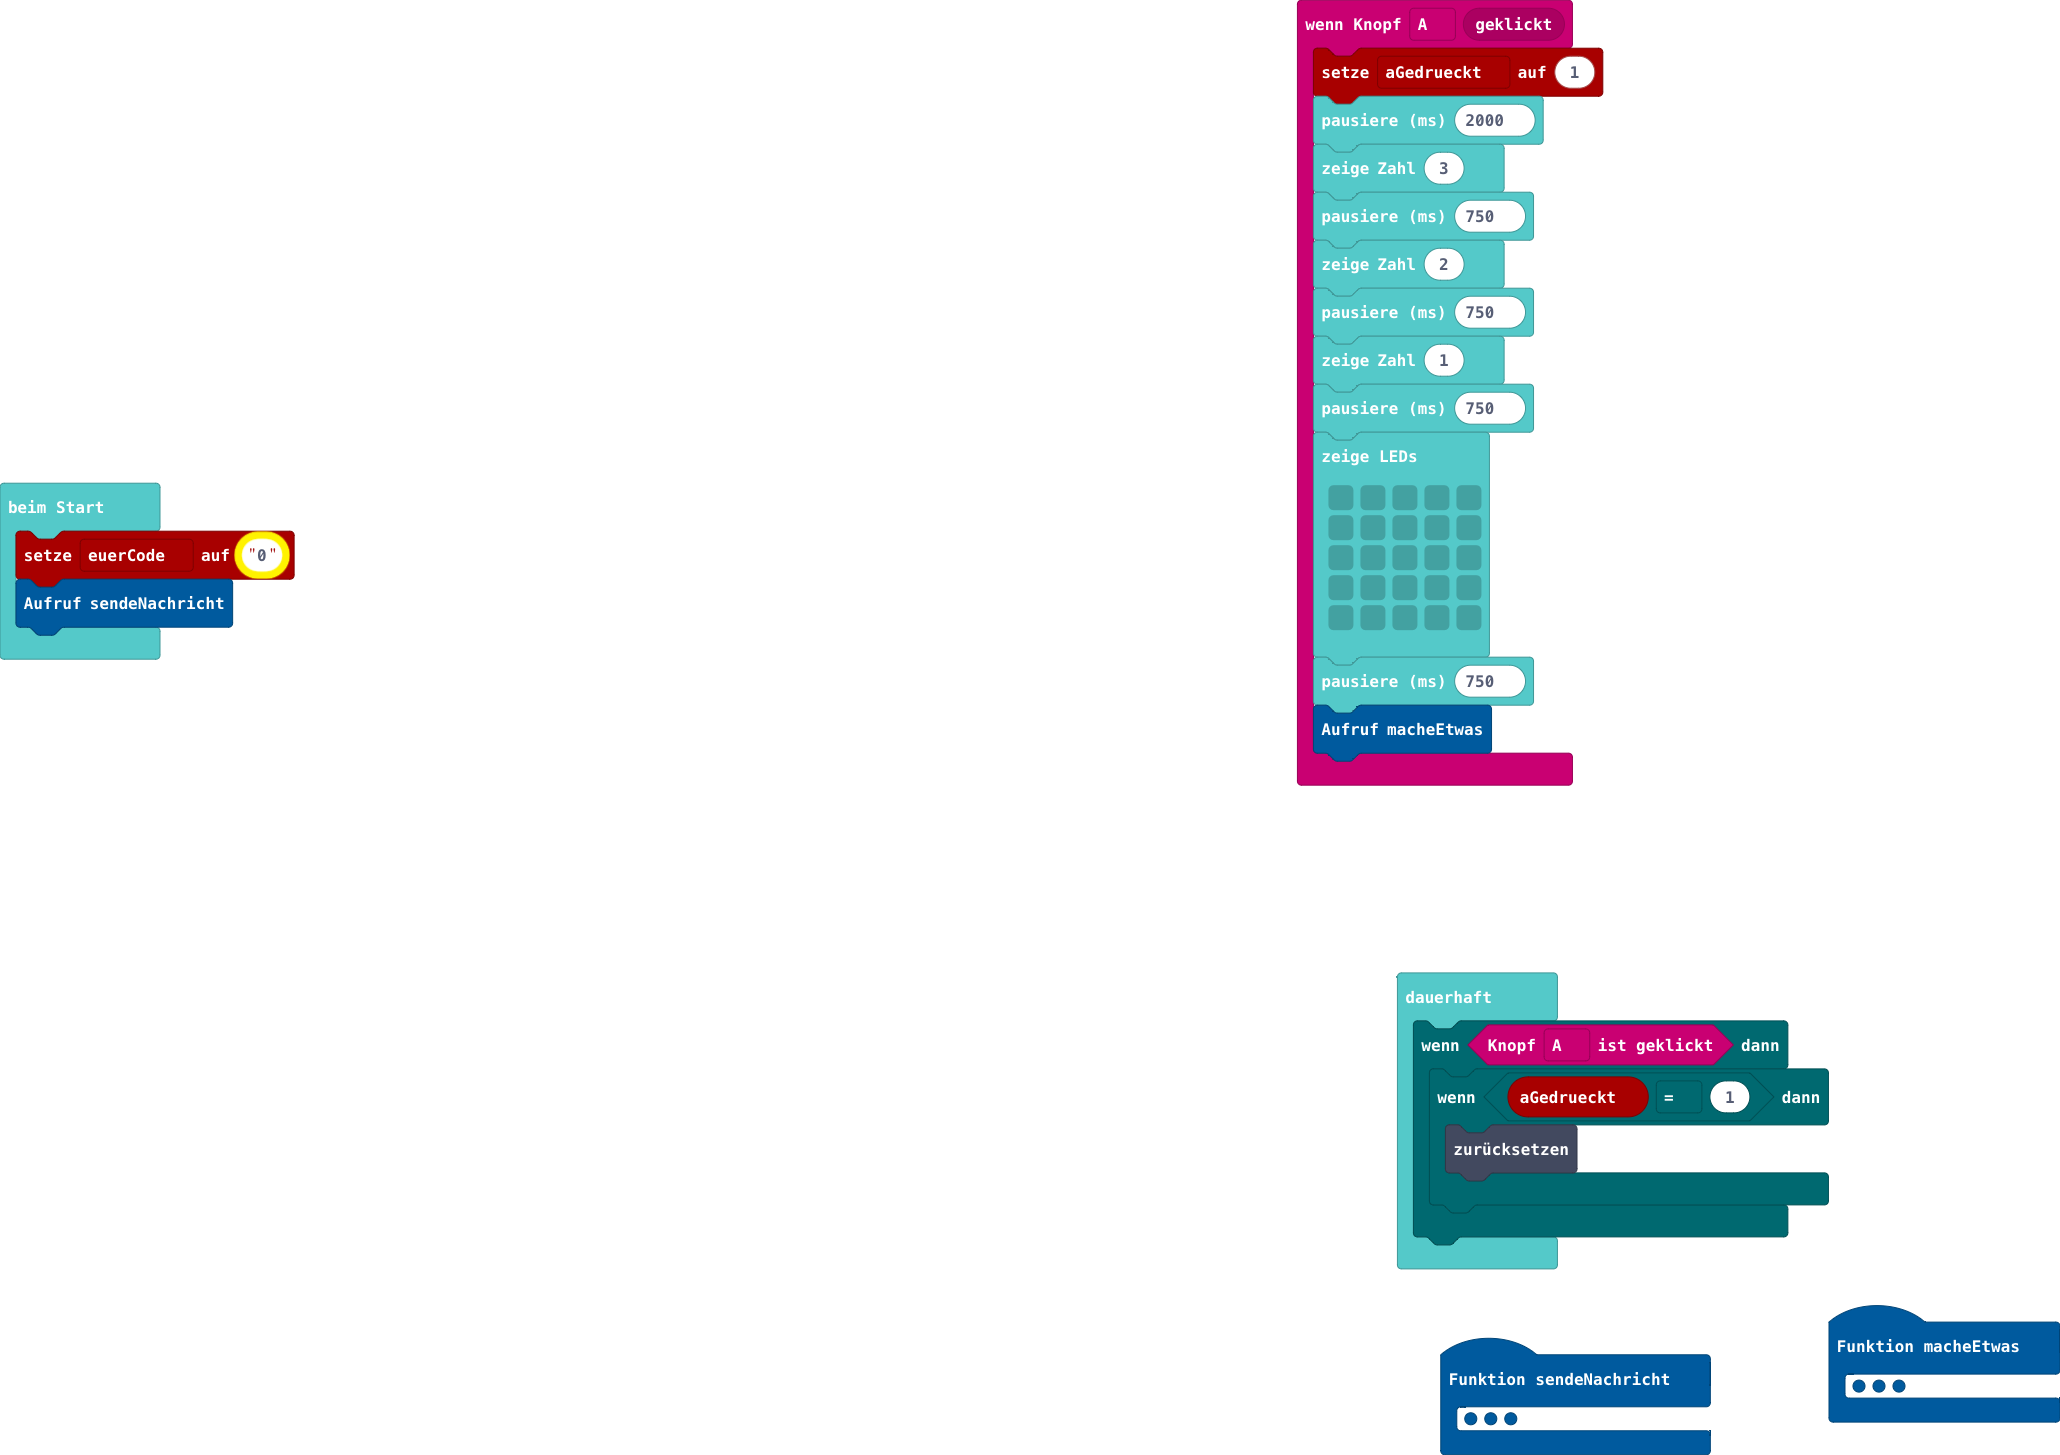 wenn Knopf A geklickt
setze aGedrueckt auf 1
pausiere (ms) 2000
zeige Zahl 3
pausiere (ms) 750
zeige Zahl 2
pausiere (ms) 750
zeige Zahl 1
pausiere (ms) 750
zeige LEDs
pausiere (ms) 750
Aufruf macheEtwas
beim Start
setze euerCode auf "0"
Aufruf sendeNachricht
dauerhaft
wenn Knopf A ist geklickt dann
wenn aGedrueckt = 1 dann
zurücksetzen
Funktion macheEtwas
Funktion sendeNachricht